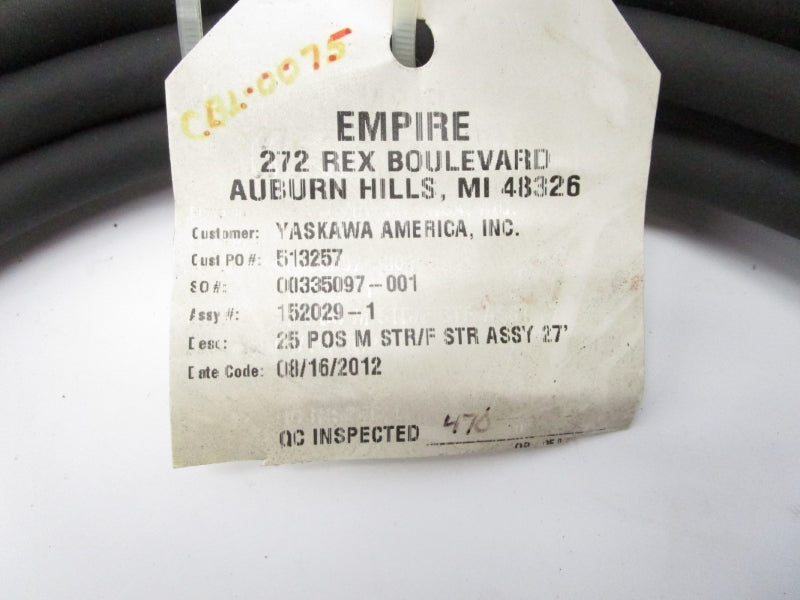 CBL-0075
EMPIRE
272 REX BOULEVARD
AUBURN HILLS, MI 48326
Customer: YASKAWA AMERICA, INC.
Cust PO#: 513257
SO#: 00335097-001
Assy #: 152029-1
Desc: 25 POS M STR/F STR ASSY 27'
Date Code: 08/16/2012
QC INSPECTED